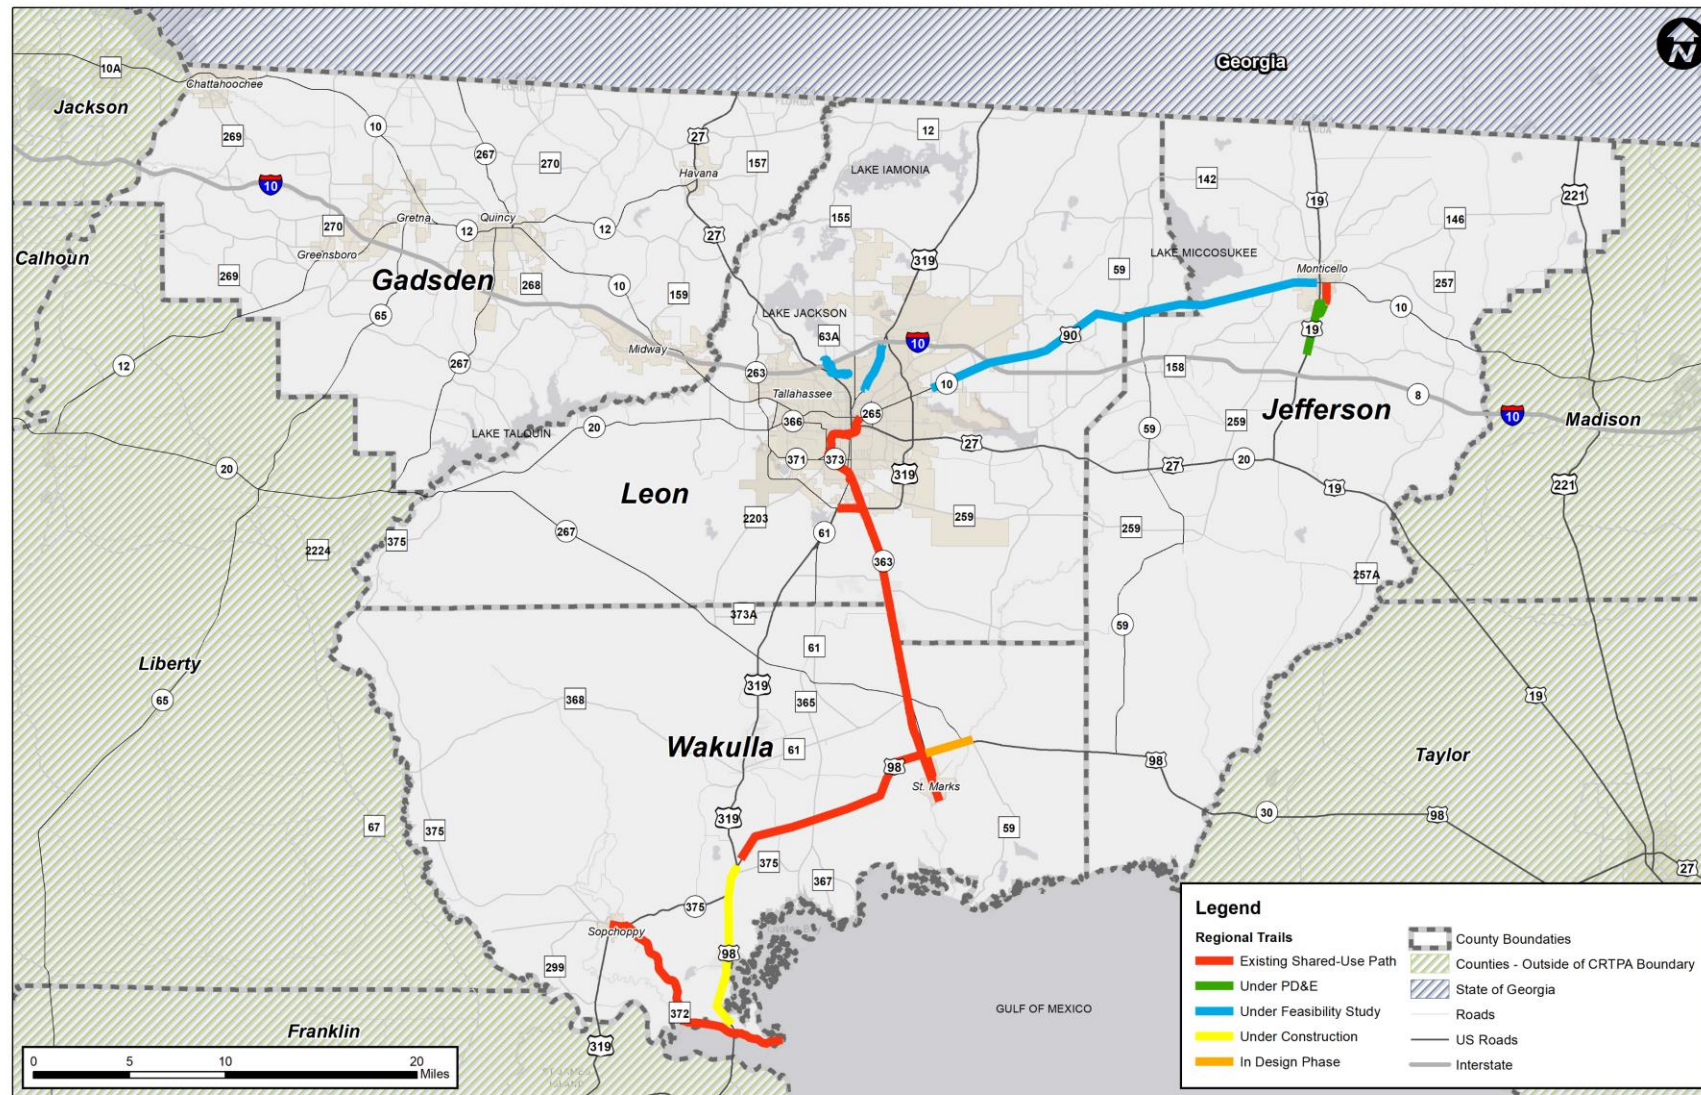 Georgia
N
10A
Chattahoochee
Jackson
FLORIDA
FLORIDA
FLORIDA
269
10
267
270
27
157
12
Havana
LAKE IAMONIA
142
10
19
221
270
Gretna
Quincy
12
12
155
146
Greensboro
27
319
59
LAKE MICCOSUKEE
Calhoun
269
Gadsden
268
10
159
Monticello
257
65
LAKE JACKSON
63A
10
90
19
10
12
267
Midway
263
158
Tallahassee
10
8
265
366
Jefferson
10
Madison
LAKE TALQUIN
20
59
259
27
20
371
373
27
20
319
19
221
Leon
2203
259
259
267
61
375
2224
363
257A
373A
59
61
Liberty
65
319
19
368
365
Wakulla
61
98
98
Taylor
St. Marks
319
30
98
67
375
59
27
375
367
375
Sopchoppy
98
299
GULF OF MEXICO
372
Franklin
319
0
5
10
20
Miles
Legend
Regional Trails
Existing Shared-Use Path
Under PD&E
Under Feasibility Study
Under Construction
In Design Phase
County Boundaties
Counties - Outside of CRTPA Boundary
State of Georgia
Roads
US Roads
Interstate